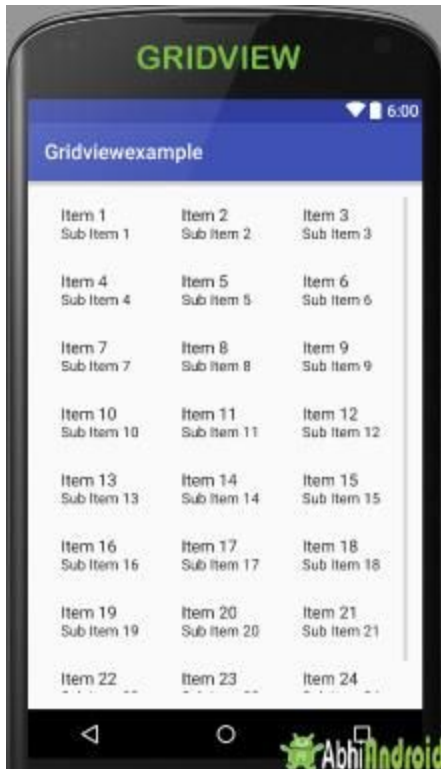 GRIDVIEW
6:00
Gridviewexample
Item 1 Item 2 Item 3
Sub Item 1 Sub Item 2 Sub Item 3
Item 4 Item 5 Item 6
Sub Item 4 Sub Item 5 Sub Item 6
Item 7 Item 8 Item 9
Sub Item 7 Sub Item 8 Sub Item 9
Item 10 Item 11 Item 12
Sub Item 10 Sub Item 11 Sub Item 12
Item 13 Item 14 Item 15
Sub Item 13 Sub Item 14 Sub Item 15
Item 16 Item 17 Item 18
Sub Item 16 Sub Item 17 Sub Item 18
Item 19 Item 20 Item 21
Sub Item 19 Sub Item 20 Sub Item 21
Item 22 Item 23 Item 24
AbhiAndroid